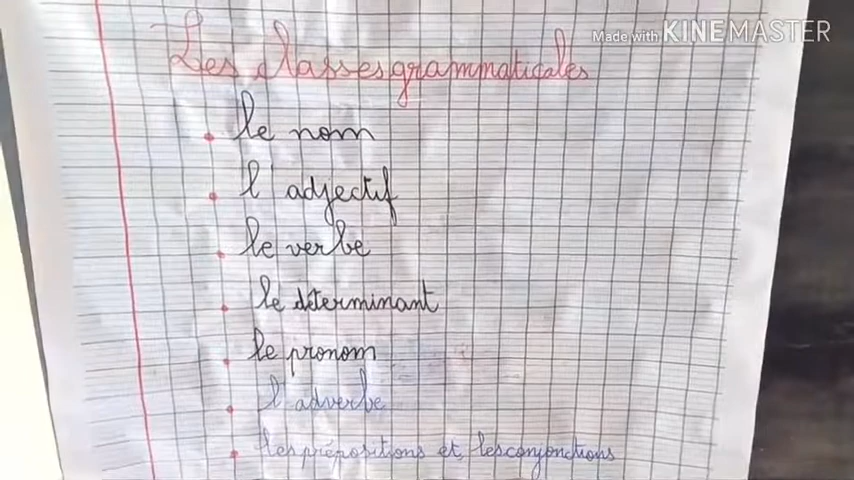 Made with KINEMASTER
Les classes grammaticales
le nom
l'adjectif
le verbe
le déterminant
le pronom
l'adverbe
les prépositions et les conjonctions